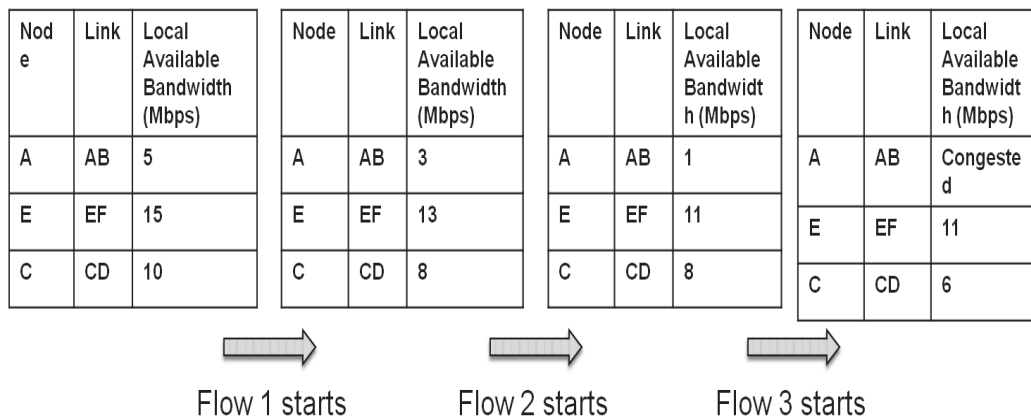 Nod
e
Link
Local
Available
Bandwidth
(Mbps)
A
AB
5
E
EF
15
C
CD
10
Node
Link
Local
Available
Bandwidth
(Mbps)
A
AB
3
E
EF
13
C
CD
8
Node
Link
Local
Available
Bandwidt
h (Mbps)
A
AB
1
E
EF
11
C
CD
8
Node
Link
Local
Available
Bandwidt
h (Mbps)
A
AB
Congeste
d
E
EF
11
C
CD
6
Flow 1 starts
Flow 2 starts
Flow 3 starts